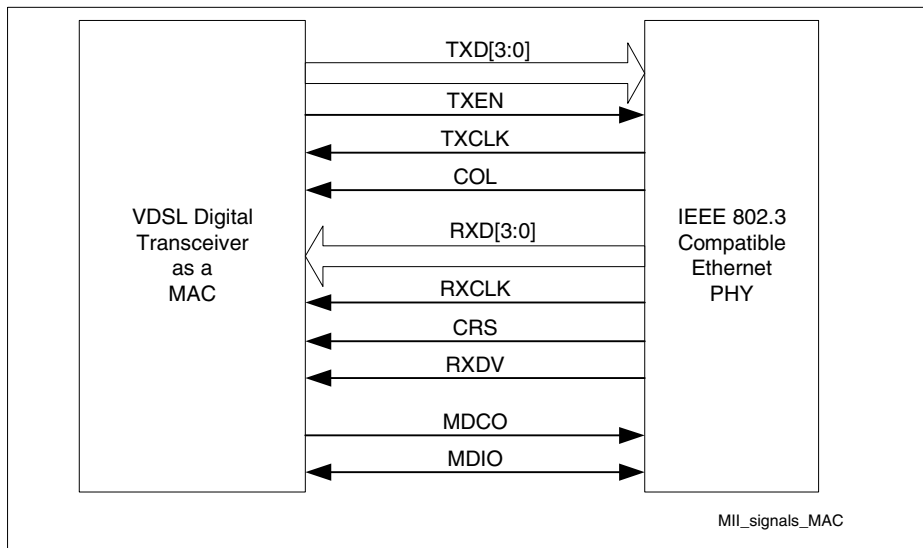 TXD[3:0]
TXEN
TXCLK
COL
VDSL Digital
Transceiver
as a
MAC
RXD[3:0]
IEEE 802.3
Compatible
Ethernet
PHY
RXCLK
CRS
RXDV
MDCO
MDIO
MII_signals_MAC